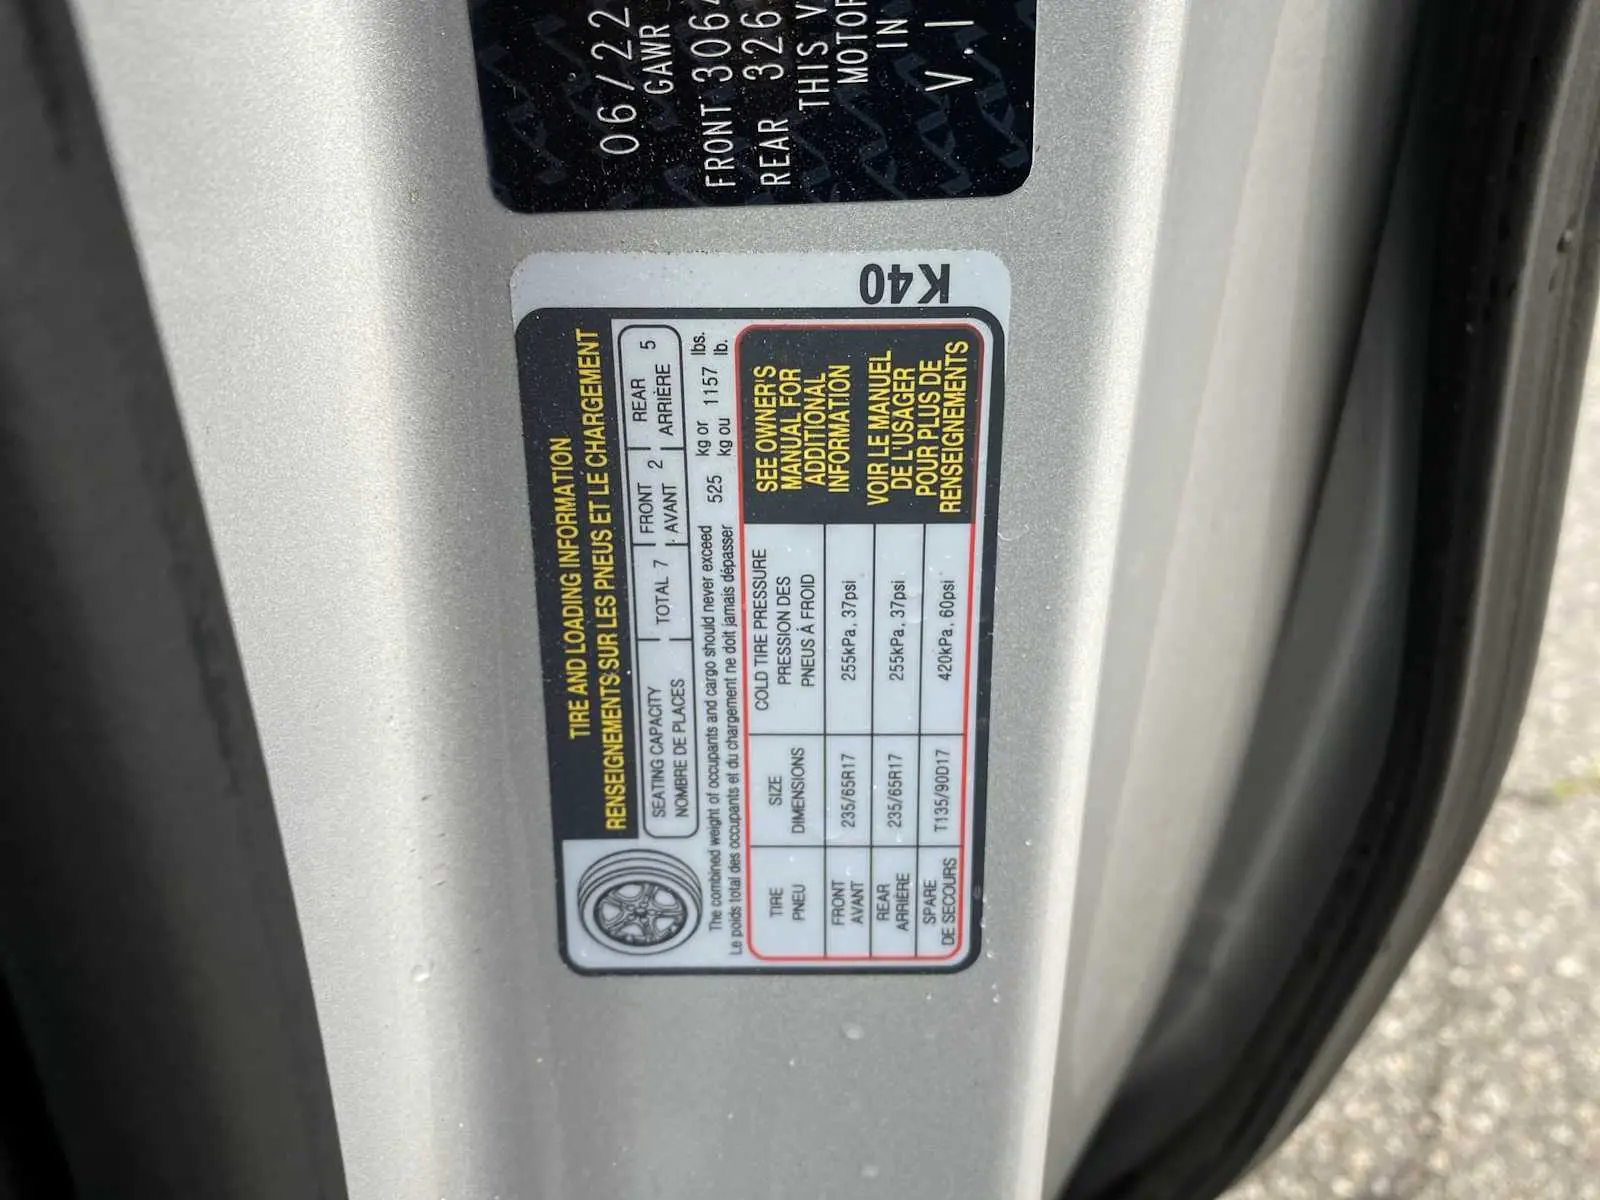 06/22
GAWR
FRONT 306
REAR 326
THIS
MOTOR
IN
V.I
K40
TIRE AND LOADING INFORMATION
RENSEIGNEMENTS SUR LES PNEUS ET LE CHARGEMENT
SEATING CAPACITY TOTAL 7 FRONT 2 REAR 5
NOMBRE DE PLACES AVANT ARRIÈRE
The combined weight of occupants and cargo should never exceed 525 kg or 1157 lbs.
Le poids total des occupants et du chargement ne doit jamais dépasser kg ou lb.
TIRE SIZE COLD TIRE PRESSURE
PNEU DIMENSIONS PRESSION DES
PNEUS À FROID
FRONT 235/65R17 255kPa, 37psi
AVANT
REAR 235/65R17 255kPa, 37psi
ARRIÈRE
SPARE T135/90D17 420kPa, 60psi
DE SECOURS
SEE OWNER'S
MANUAL FOR
ADDITIONAL
INFORMATION
VOIR LE MANUEL
DE L'USAGER
POUR PLUS DE
RENSEIGNEMENTS